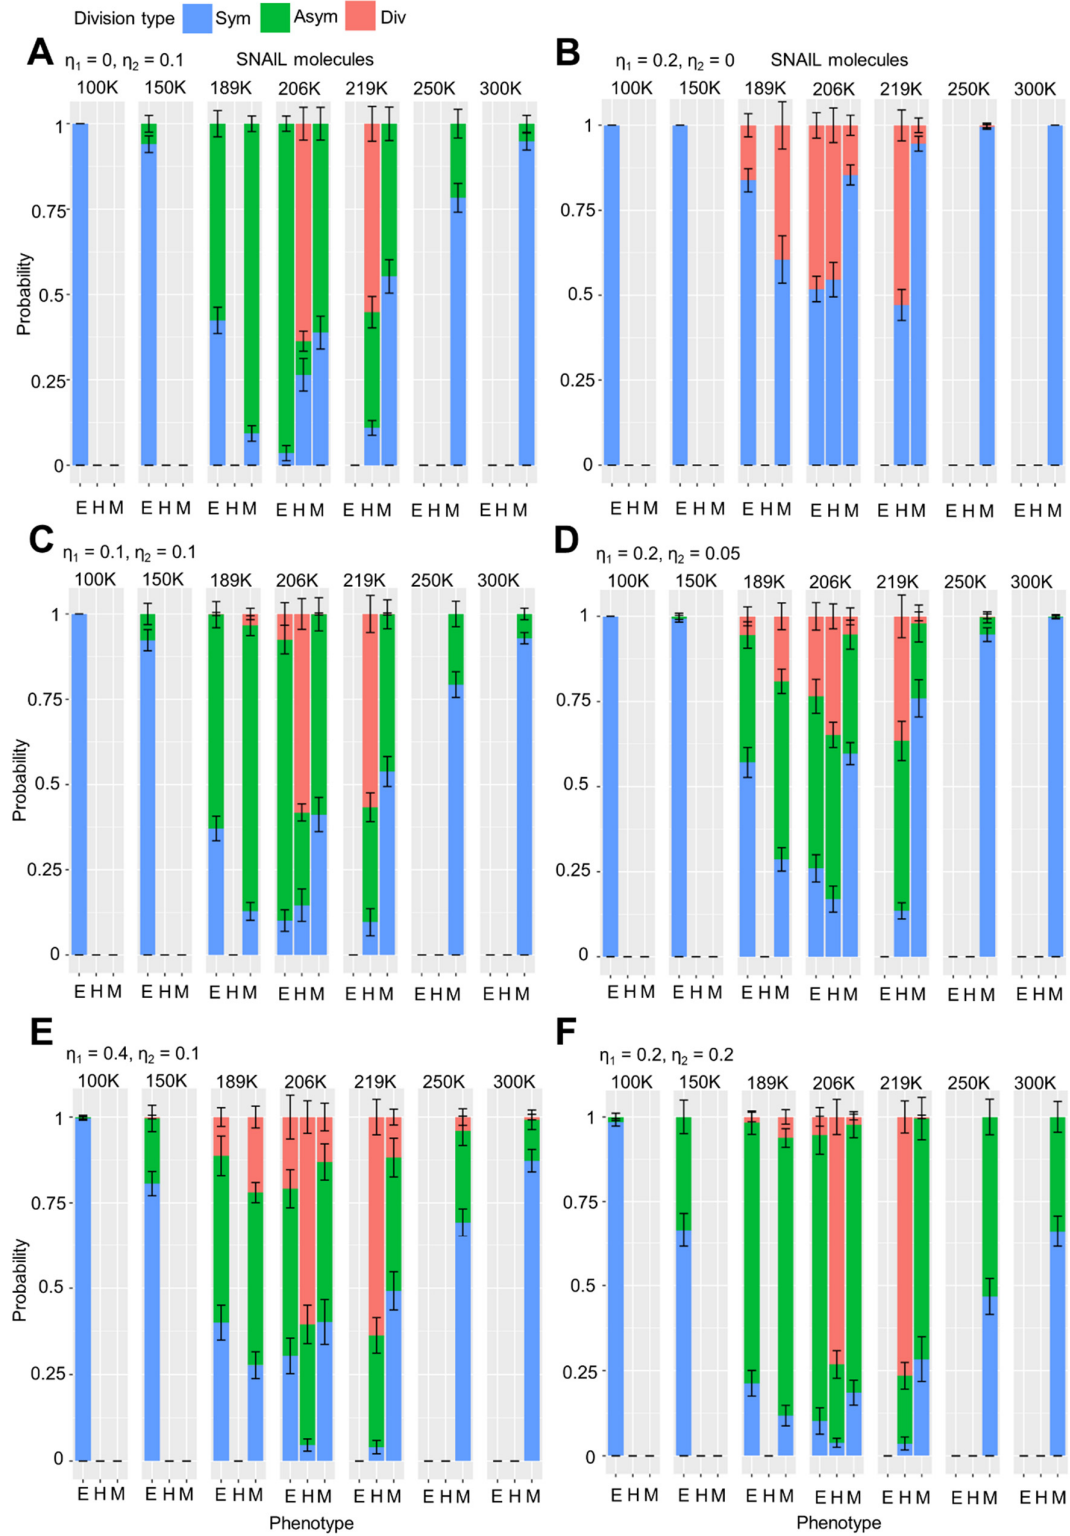 Division type Sym Asym Div
A η1 = 0, η2 = 0.1 SNAIL molecules
100K 150K 189K 206K 219K 250K 300K
1
0.75
0.5
0.25
0
Probability
E H M E H M E H M E H M E H M E H M E H M
B η1 = 0.2, η2 = 0 SNAIL molecules
100K 150K 189K 206K 219K 250K 300K
1
0.75
0.5
0.25
0
E H M E H M E H M E H M E H M E H M E H M
C η1 = 0.1, η2 = 0.1
100K 150K 189K 206K 219K 250K 300K
1
0.75
0.5
0.25
0
Probability
E H M E H M E H M E H M E H M E H M E H M
D η1 = 0.2, η2 = 0.05
100K 150K 189K 206K 219K 250K 300K
1
0.75
0.5
0.25
0
E H M E H M E H M E H M E H M E H M E H M
E η1 = 0.4, η2 = 0.1
100K 150K 189K 206K 219K 250K 300K
1
0.75
0.5
0.25
0
Probability
E H M E H M E H M E H M E H M E H M E H M
Phenotype
F η1 = 0.2, η2 = 0.2
100K 150K 189K 206K 219K 250K 300K
1
0.75
0.5
0.25
0
E H M E H M E H M E H M E H M E H M E H M
Phenotype